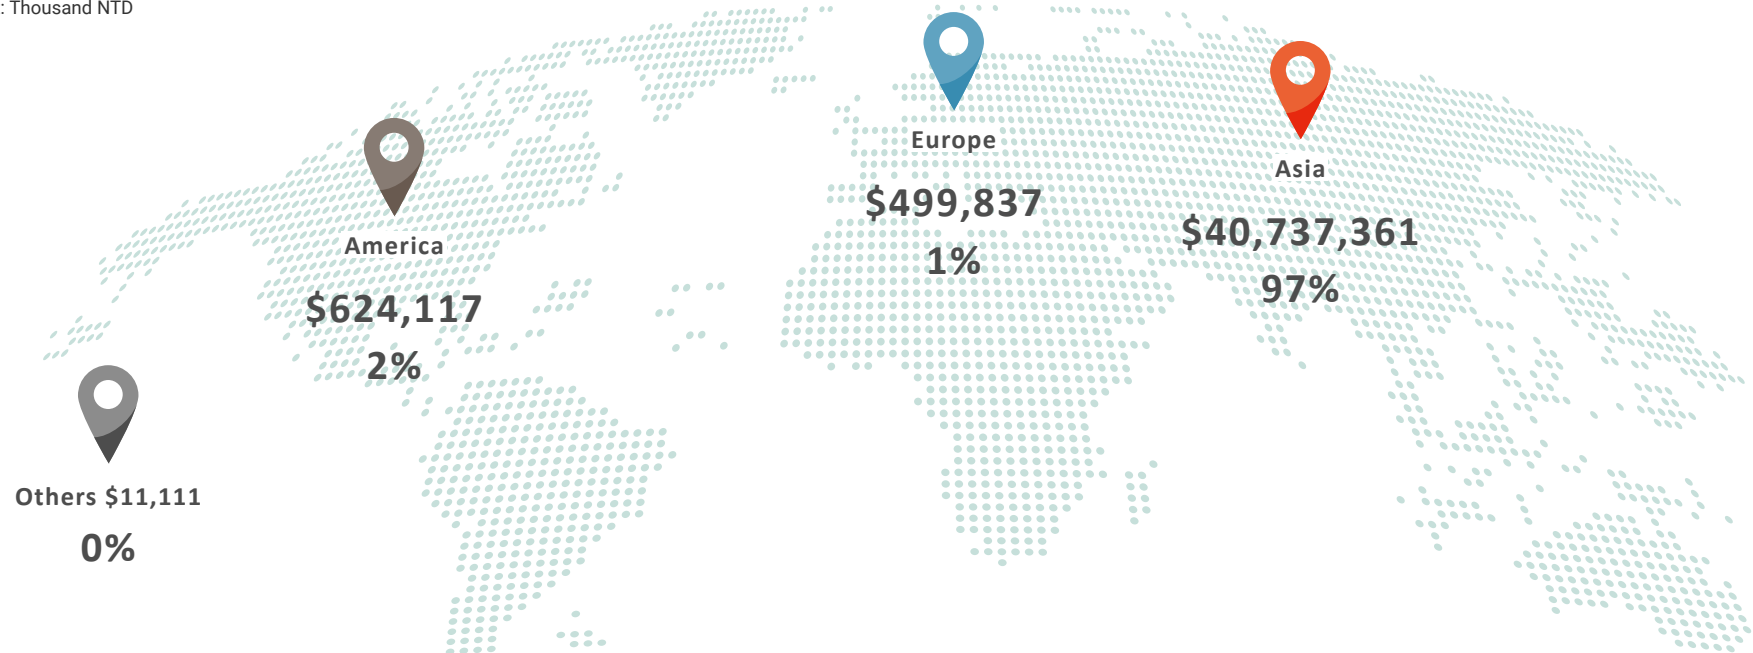 : Thousand NTD
Europe
$499,837
1%
Asia
$40,737,361
97%
America
$624,117
2%
Others $11,111
0%